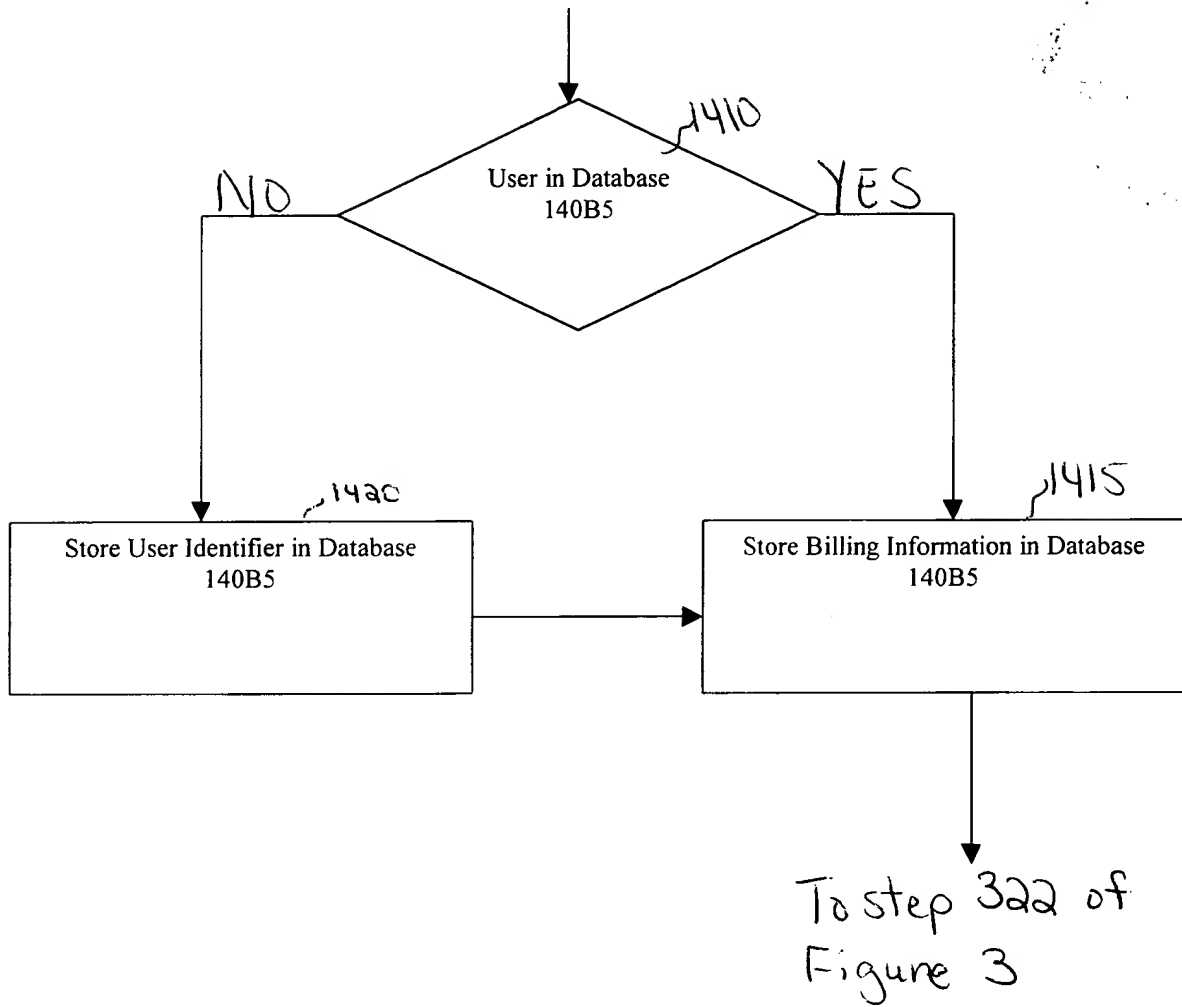 1410
User in Database
140B5
NO
YES
1420
Store User Identifier in Database
140B5
1415
Store Billing Information in Database
140B5
To step 322 of
Figure 3